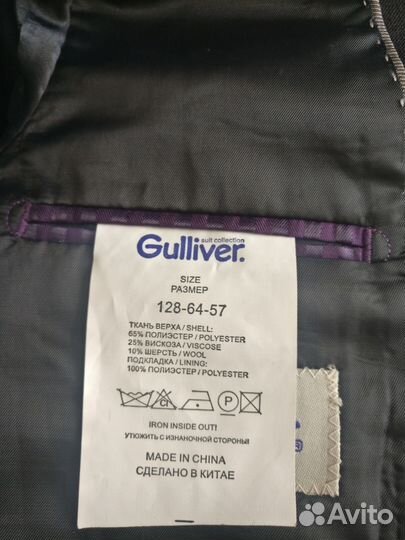 suit collection
Gulliver.
SIZE
РАЗМЕР
128-64-57
ТКАНЬ ВЕРХА / SHELL:
65% ПОЛИЭСТЕР / POLYESTER
25% ВИСКОЗА / VISCOSE
10% ШЕРСТЬ / WOOL
ПОДКЛАДКА / LINING:
100% ПОЛИЭСТЕР / POLYESTER
CL
P
IRON INSIDE OUT!
УТЮЖИТЬ С ИЗНАНОЧНОЙ СТОРОНЫ!
MADE IN CHINA
СДЕЛАНО В КИТАЕ
Avito